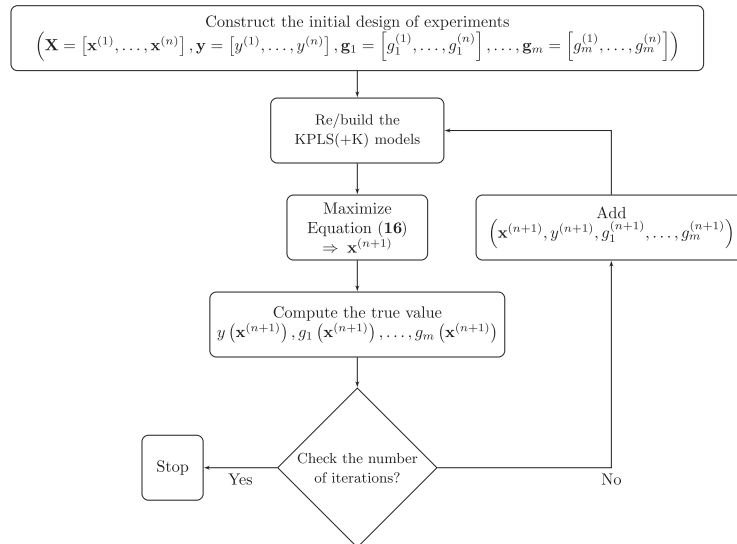 Construct the initial design of experiments
(X = [x^(1), . . . , x^(n)] , y = [y^(1), . . . , y^(n)] , g_1 = [g_1^(1), . . . , g_1^(n)] , . . . , g_m = [g_m^(1), . . . , g_m^(n)])
Re/build the
KPLS(+K) models
Maximize
Equation (16)
⇒ x^(n+1)
Add
(x^(n+1), y^(n+1), g_1^(n+1), . . . , g_m^(n+1))
Compute the true value
y (x^(n+1)) , g_1 (x^(n+1)) , . . . , g_m (x^(n+1))
Check the number
of iterations?
Stop
Yes
No